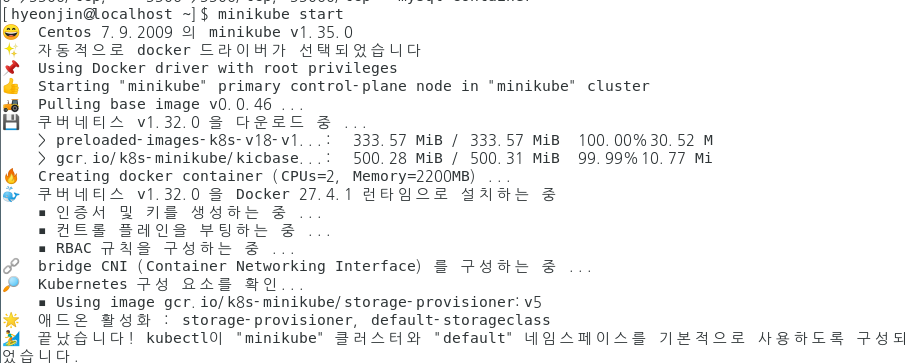 [hyeonjin@localhost ~]$ minikube start
😄  Centos 7.9.2009 의 minikube v1.35.0
✨  자동적으로 docker 드라이버가 선택되었습니다
📌  Using Docker driver with root privileges
👍  Starting "minikube" primary control-plane node in "minikube" cluster
🚜  Pulling base image v0.0.46 ...
💾  쿠버네티스 v1.32.0 을 다운로드 중 ...
    > preloaded-images-k8s-v18-v1...:  333.57 MiB / 333.57 MiB  100.00%30.52 M
    > gcr.io/k8s-minikube/kicbase...:  500.28 MiB / 500.31 MiB  99.99%10.77 Mi
🔥  Creating docker container (CPUs=2, Memory=2200MB) ...
🐳  쿠버네티스 v1.32.0 을 Docker 27.4.1 런타임으로 설치하는 중
    ▪ 인증서 및 키를 생성하는 중 ...
    ▪ 컨트롤 플레인을 부팅하는 중 ...
    ▪ RBAC 규칙을 구성하는 중 ...
🔗  bridge CNI (Container Networking Interface) 를 구성하는 중 ...
🔎  Kubernetes 구성 요소를 확인...
    ▪ Using image gcr.io/k8s-minikube/storage-provisioner:v5
🌟  애드온 활성화 : storage-provisioner, default-storageclass
🏄  끝났습니다! kubectl이 "minikube" 클러스터와 "default" 네임스페이스를 기본적으로 사용하도록 구성되
었습니다.